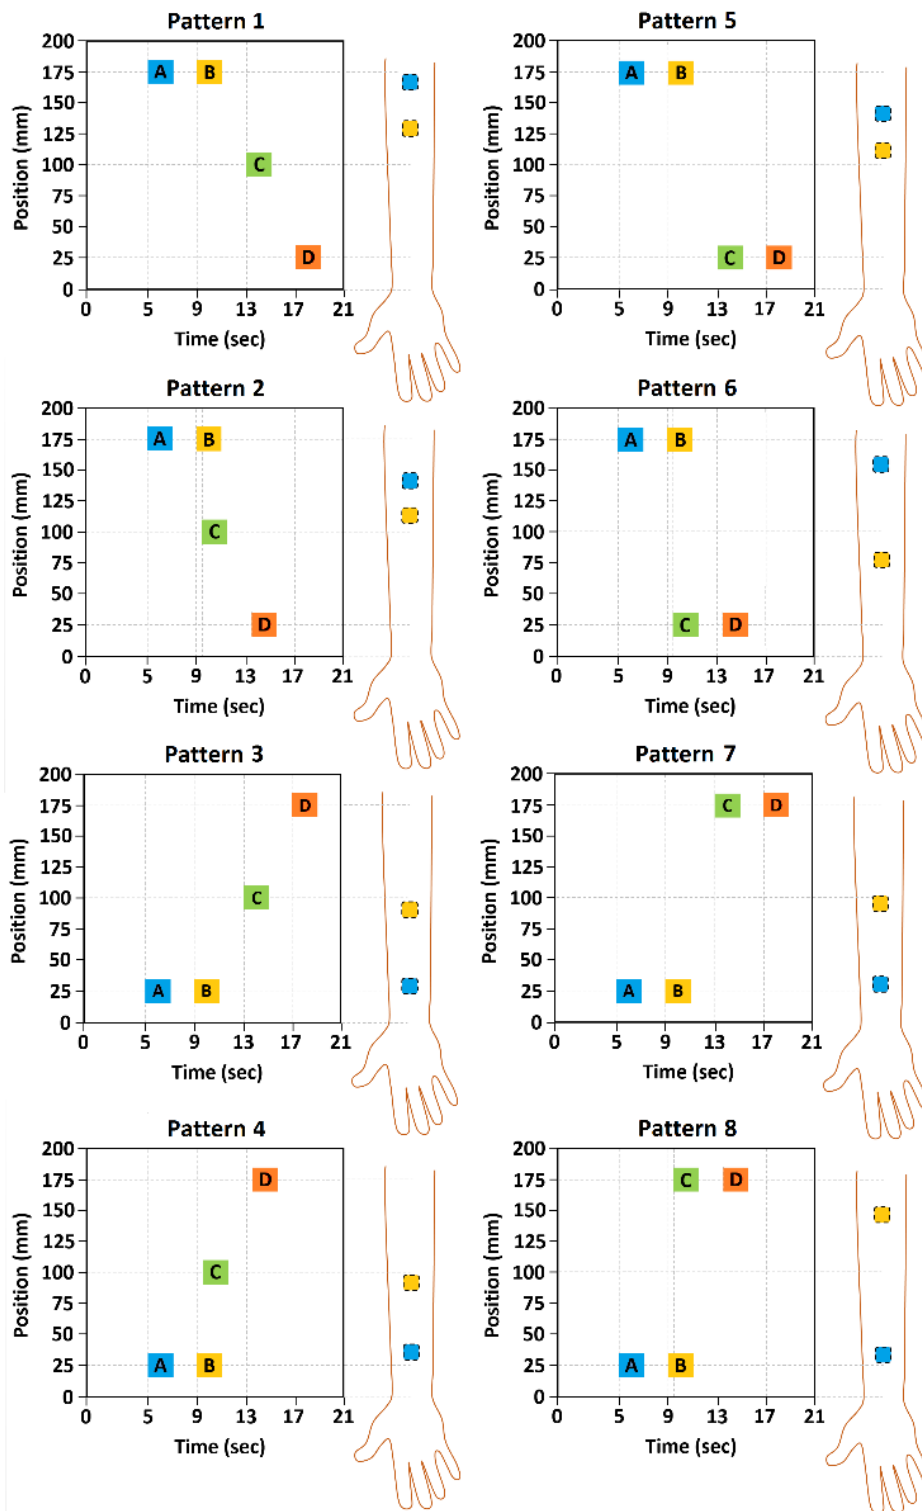 Pattern 1
200
175
150
125
100
75
50
25
0
Position (mm)
A
B
C
D
0 5 9 13 17 21
Time (sec)
Pattern 5
200
175
150
125
100
75
50
25
0
Position (mm)
A
B
C
D
0 5 9 13 17 21
Time (sec)
Pattern 2
200
175
150
125
100
75
50
25
0
Position (mm)
A
B
C
D
0 5 9 13 17 21
Time (sec)
Pattern 6
200
175
150
125
100
75
50
25
0
Position (mm)
A
B
C
D
0 5 9 13 17 21
Time (sec)
Pattern 3
200
175
150
125
100
75
50
25
0
Position (mm)
D
C
A
B
0 5 9 13 17 21
Time (sec)
Pattern 7
200
175
150
125
100
75
50
25
0
Position (mm)
C
D
A
B
0 5 9 13 17 21
Time (sec)
Pattern 4
200
175
150
125
100
75
50
25
0
Position (mm)
D
C
A
B
0 5 9 13 17 21
Time (sec)
Pattern 8
200
175
150
125
100
75
50
25
0
Position (mm)
C
D
A
B
0 5 9 13 17 21
Time (sec)